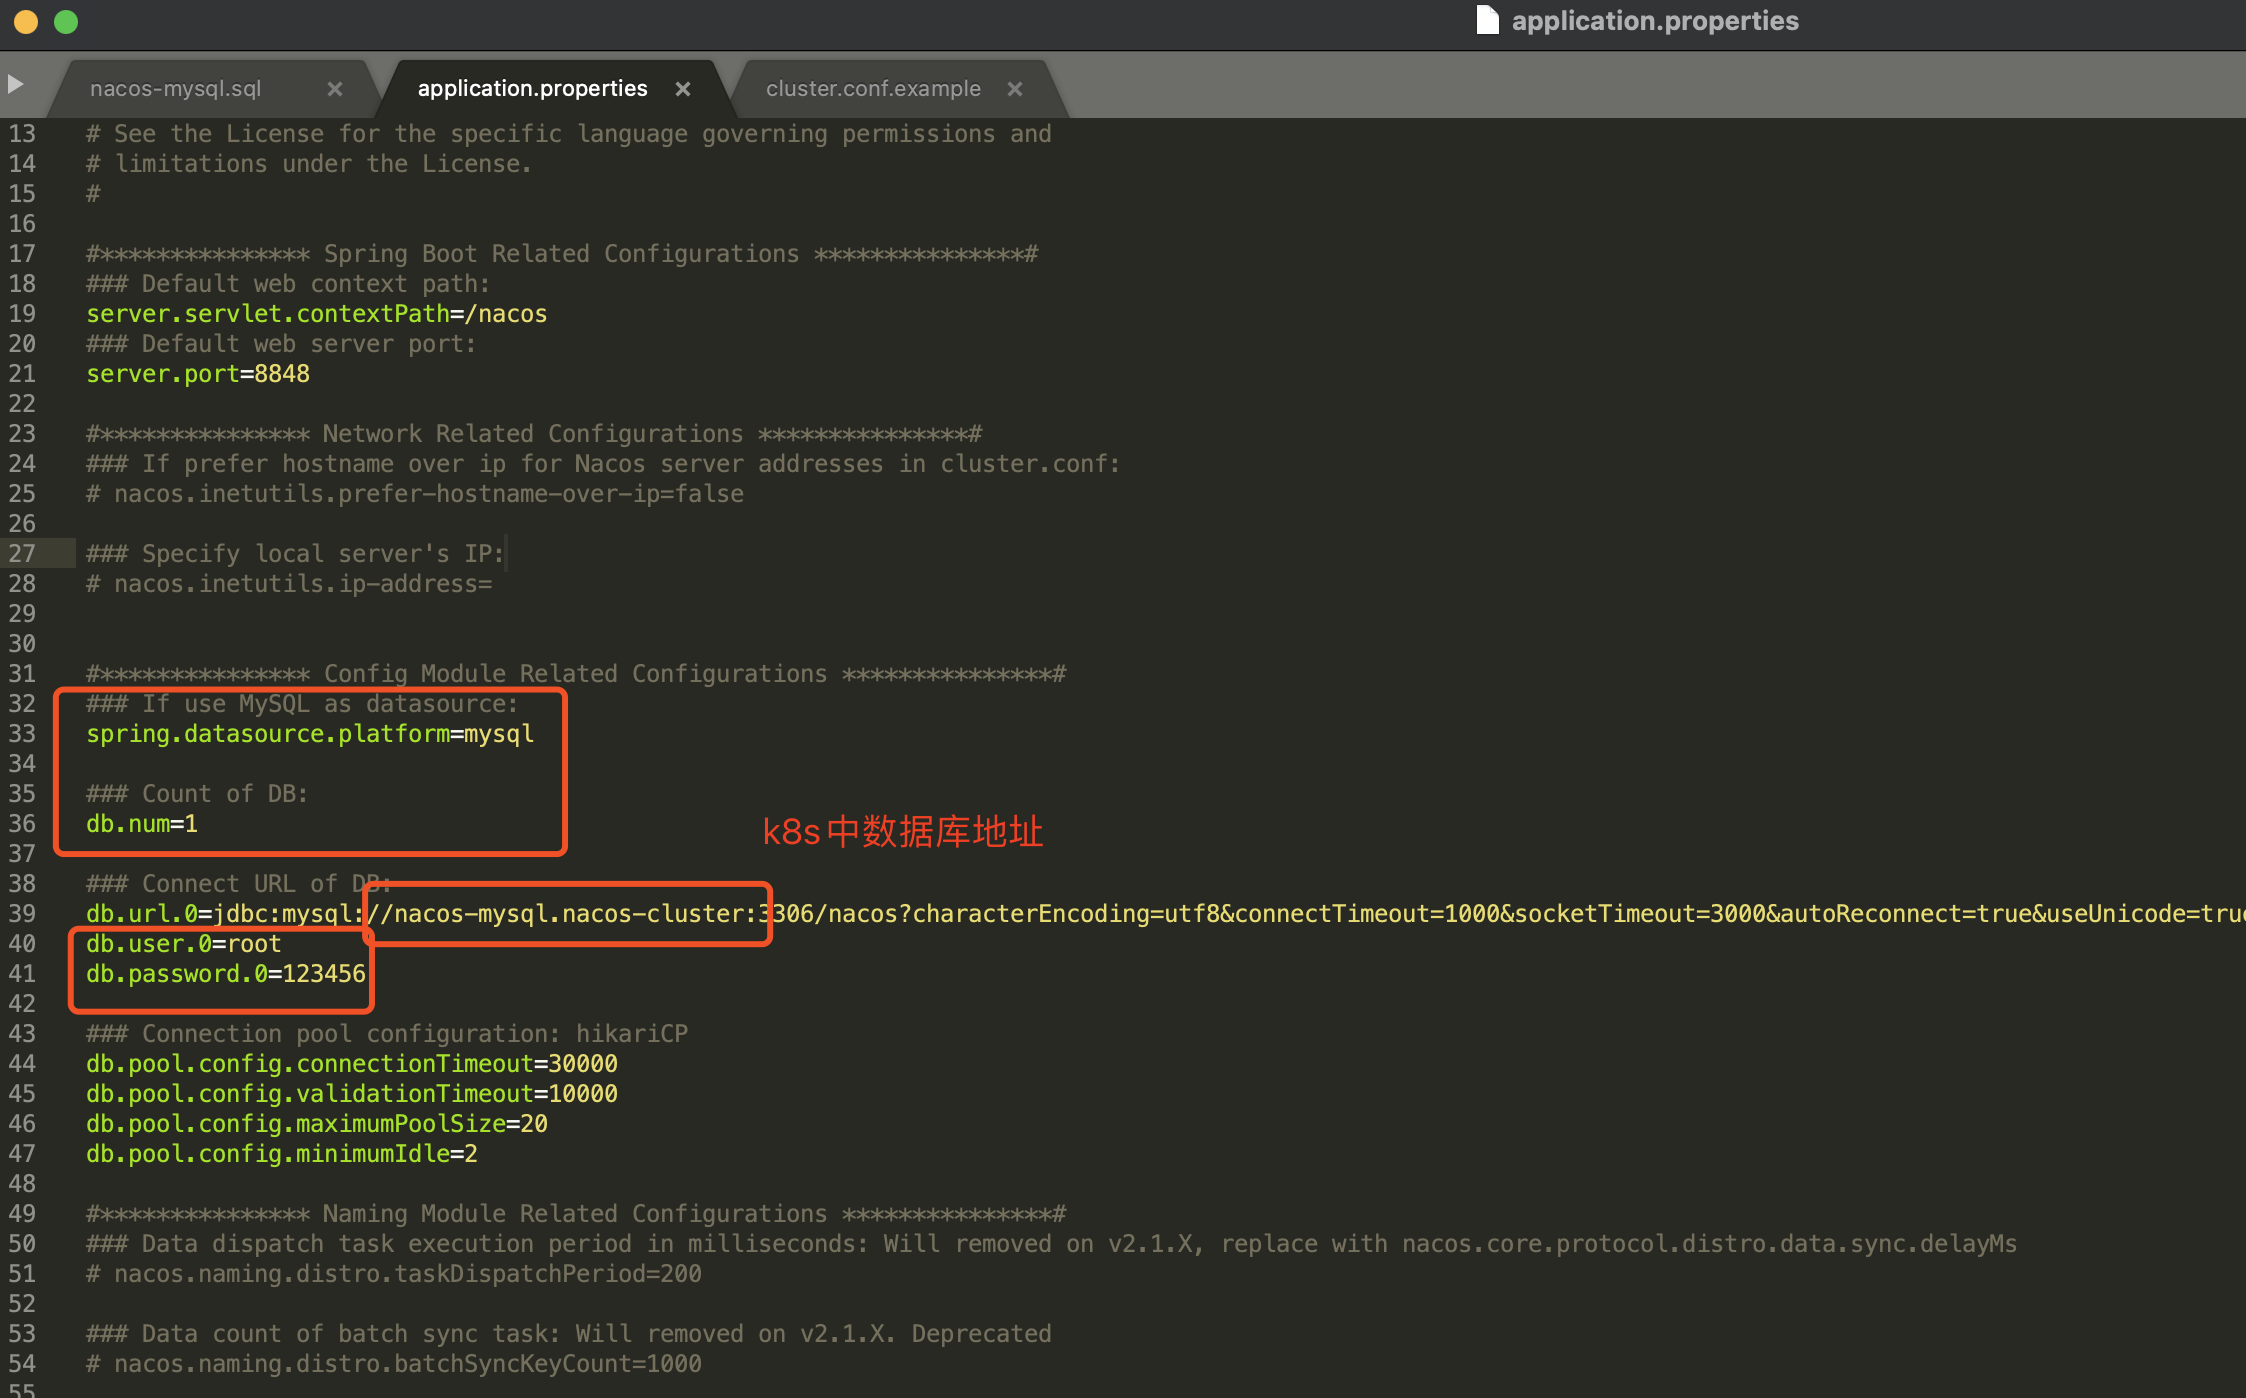 application.properties
nacos-mysql.sql
application.properties
cluster.conf.example
13 # See the License for the specific language governing permissions and
14 # limitations under the License.
15 #
16
17 #*************** Spring Boot Related Configurations ***************#
18 ### Default web context path:
19 server.servlet.contextPath=/nacos
20 ### Default web server port:
21 server.port=8848
22
23 #*************** Network Related Configurations ***************#
24 ### If prefer hostname over ip for Nacos server addresses in cluster.conf:
25 # nacos.inetutils.prefer-hostname-over-ip=false
26
27 ### Specify local server's IP:
28 # nacos.inetutils.ip-address=
29
30
31 #*************** Config Module Related Configurations ***************#
32 ### If use MySQL as datasource:
33 spring.datasource.platform=mysql
34
35 ### Count of DB:
36 db.num=1
k8s中数据库地址
37
38 ### Connect URL of DB:
39 db.url.0=jdbc:mysql://nacos-mysql.nacos-cluster:3306/nacos?characterEncoding=utf8&connectTimeout=1000&socketTimeout=3000&autoReconnect=true&useUnicode=true
40 db.user.0=root
41 db.password.0=123456
42
43 ### Connection pool configuration: hikariCP
44 db.pool.config.connectionTimeout=30000
45 db.pool.config.validationTimeout=10000
46 db.pool.config.maximumPoolSize=20
47 db.pool.config.minimumIdle=2
48
49 #*************** Naming Module Related Configurations ***************#
50 ### Data dispatch task execution period in milliseconds: Will removed on v2.1.X, replace with nacos.core.protocol.distro.data.sync.delayMs
51 # nacos.naming.distro.taskDispatchPeriod=200
52
53 ### Data count of batch sync task: Will removed on v2.1.X. Deprecated
54 # nacos.naming.distro.batchSyncKeyCount=1000
55